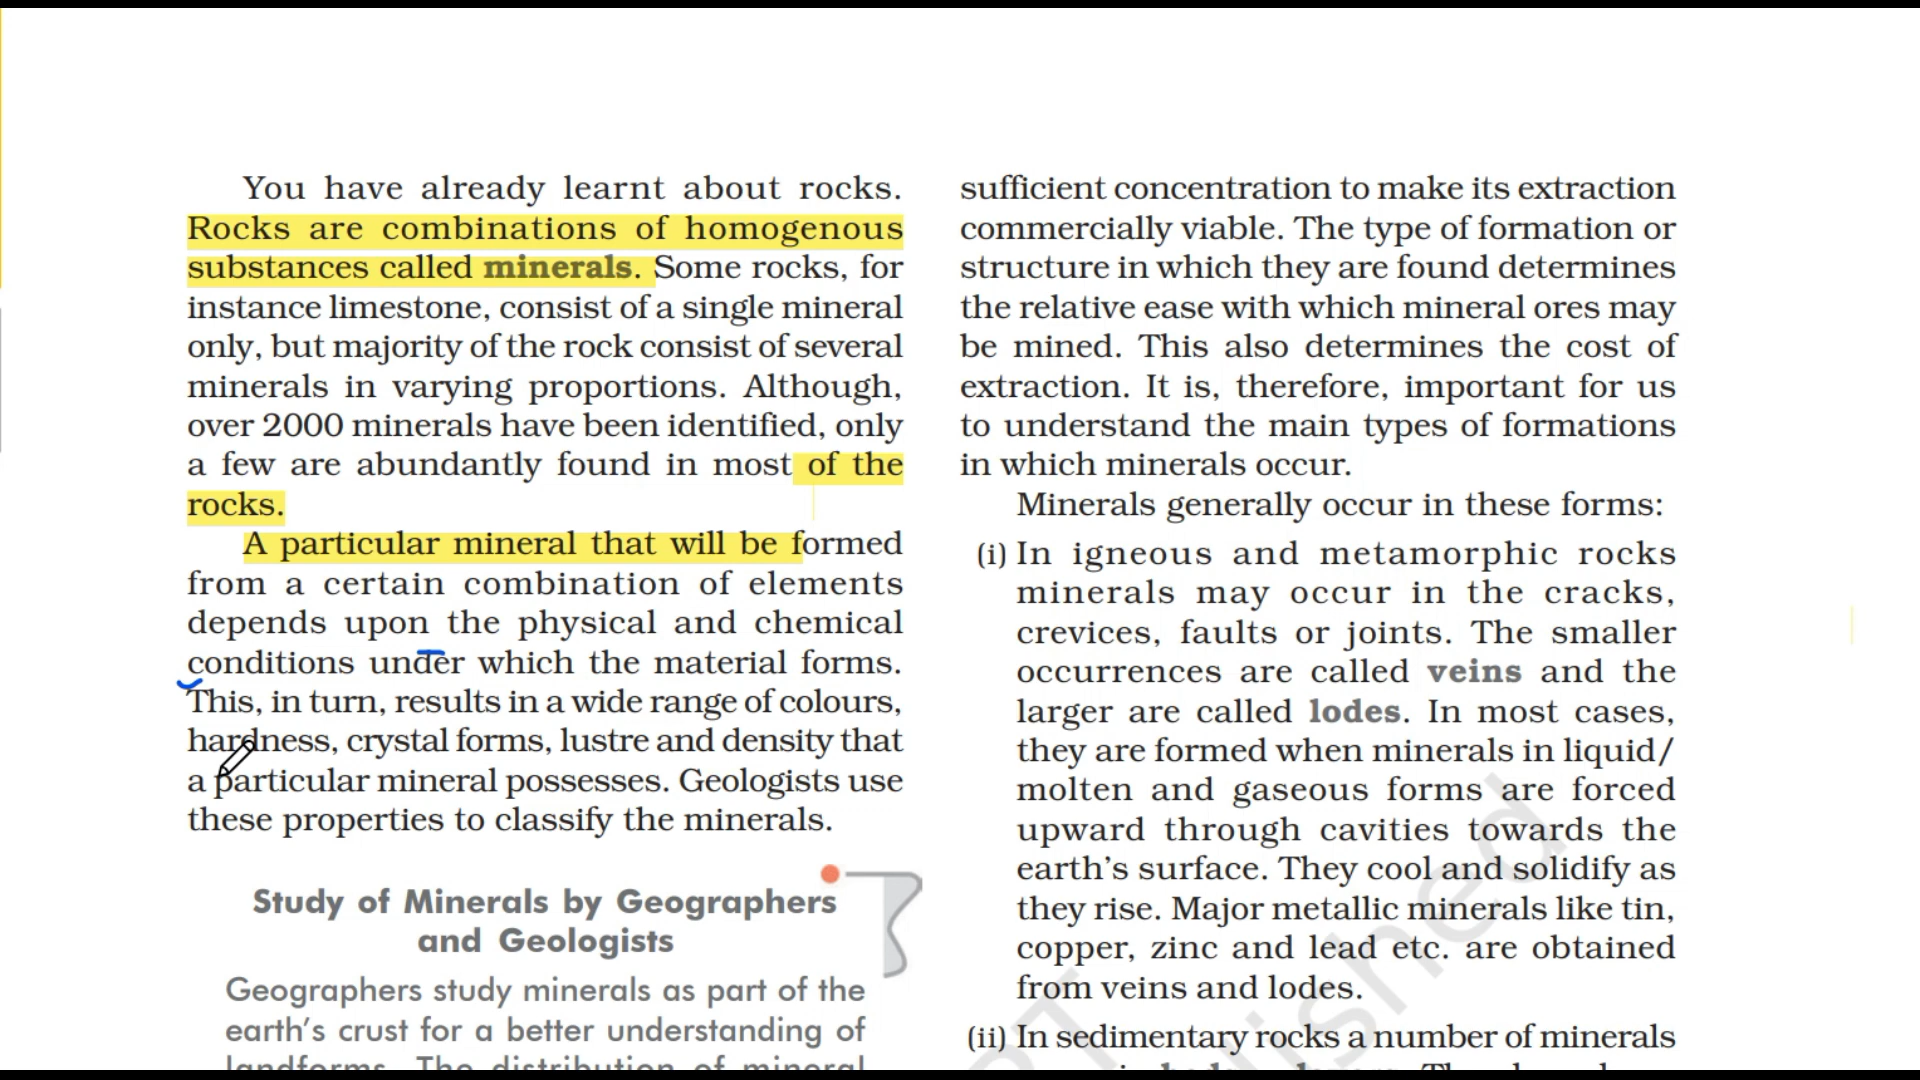 You have already learnt about rocks.
Rocks are combinations of homogenous
substances called minerals. Some rocks, for
instance limestone, consist of a single mineral
only, but majority of the rock consist of several
minerals in varying proportions. Although,
over 2000 minerals have been identified, only
a few are abundantly found in most of the
rocks.
A particular mineral that will be formed
from a certain combination of elements
depends upon the physical and chemical
conditions under which the material forms.
This, in turn, results in a wide range of colours,
hardness, crystal forms, lustre and density that
a particular mineral possesses. Geologists use
these properties to classify the minerals.
Study of Minerals by Geographers
and Geologists
Geographers study minerals as part of the
earth's crust for a better understanding of
landforms. The distribution of mineral
sufficient concentration to make its extraction
commercially viable. The type of formation or
structure in which they are found determines
the relative ease with which mineral ores may
be mined. This also determines the cost of
extraction. It is, therefore, important for us
to understand the main types of formations
in which minerals occur.
Minerals generally occur in these forms:
(i) In igneous and metamorphic rocks
minerals may occur in the cracks,
crevices, faults or joints. The smaller
occurrences are called veins and the
larger are called lodes. In most cases,
they are formed when minerals in liquid/
molten and gaseous forms are forced
upward through cavities towards the
earth's surface. They cool and solidify as
they rise. Major metallic minerals like tin,
copper, zinc and lead etc. are obtained
from veins and lodes.
(ii) In sedimentary rocks a number of minerals